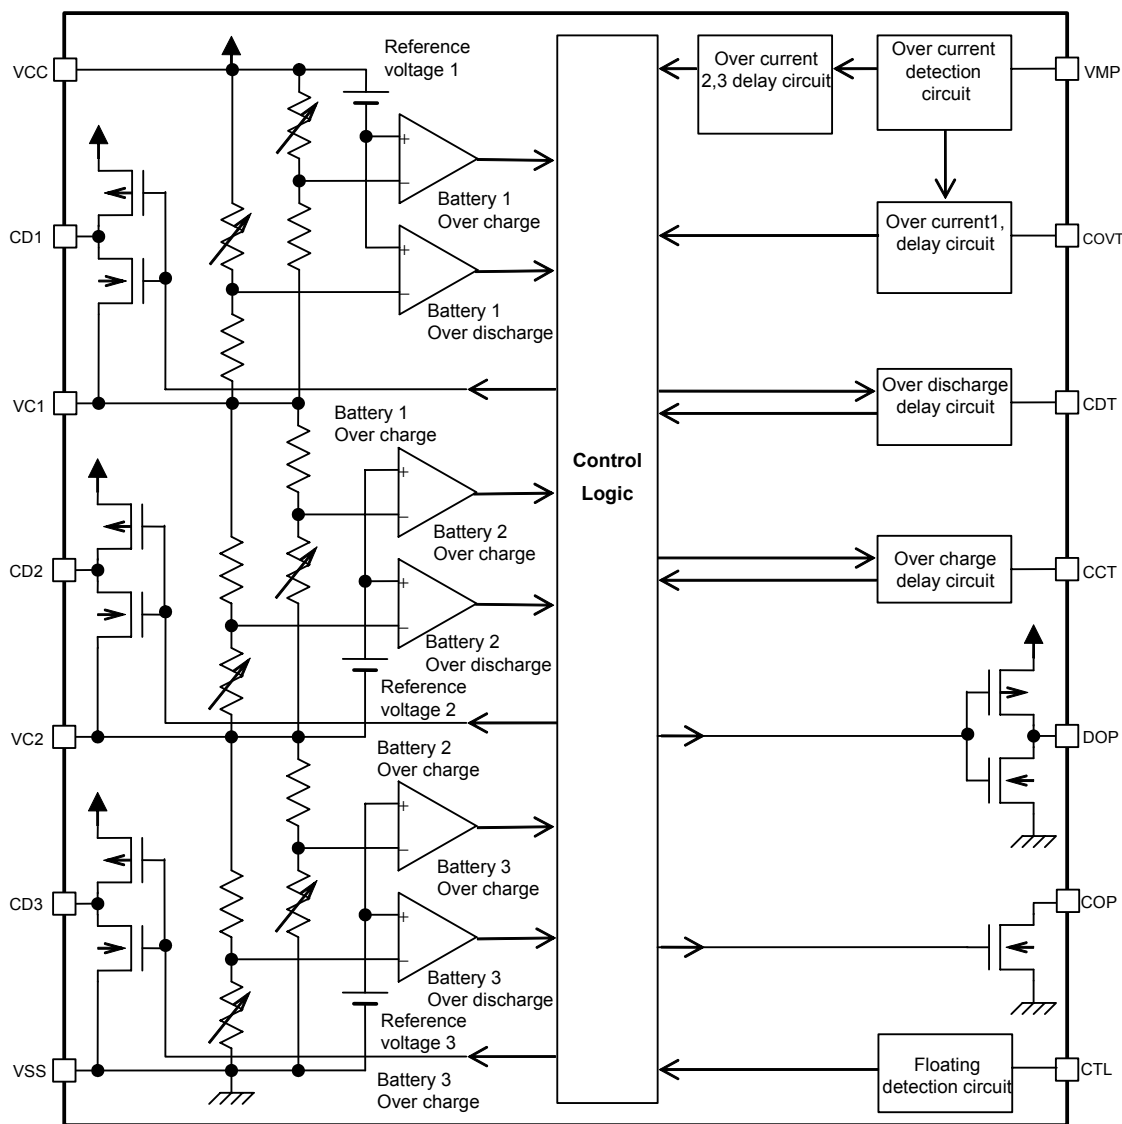 Reference
voltage 1
VCC
Over current
2,3 delay circuit
Over current
detection
circuit
VMP
+
−
Battery 1
Over charge
CD1
+
−
Battery 1
Over discharge
Over current1,
delay circuit
COVT
VC1
Battery 1
Over charge
Over discharge
delay circuit
CDT
Control
Logic
+
−
Battery 2
Over charge
CD2
+
−
Battery 2
Over discharge
Over charge
delay circuit
CCT
Reference
voltage 2
VC2
DOP
Battery 2
Over charge
+
−
Battery 3
Over charge
CD3
+
−
Battery 3
Over discharge
COP
Reference
voltage 3
VSS
Battery 3
Over charge
Floating
detection circuit
CTL